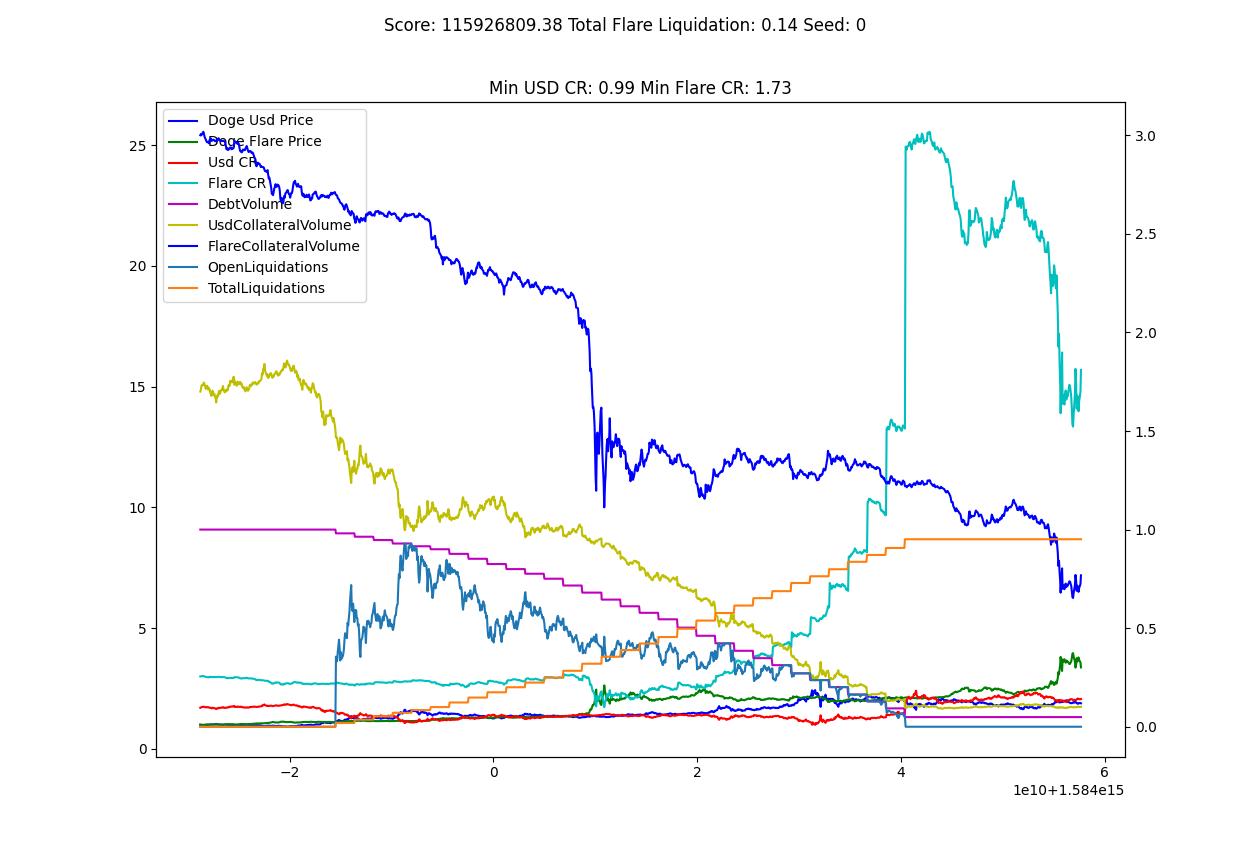 Score: 115926809.38 Total Flare Liquidation: 0.14 Seed: 0
Min USD CR: 0.99 Min Flare CR: 1.73
Doge Usd Price
Doge Flare Price
Usd CR
Flare CR
DebtVolume
UsdCollateralVolume
FlareCollateralVolume
OpenLiquidations
TotalLiquidations
25
20
15
10
5
0
3.0
2.5
2.0
1.5
1.0
0.5
0.0
−2
0
2
4
6
1e10+1.584e15